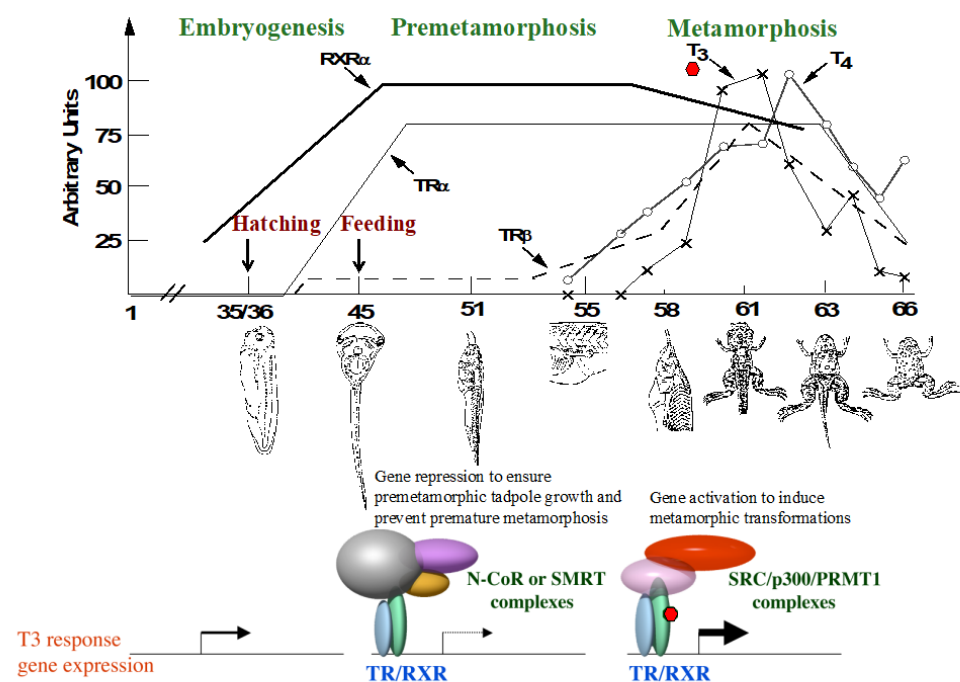 Embryogenesis Premetamorphosis Metamorphosis
RXRα T3 T4
100
75
50
25
Arbitrary Units
TRα
Hatching Feeding TRβ
1 35/36 45 51 55 58 61 63 66
Gene repression to ensure
premetamorphic tadpole growth and
prevent premature metamorphosis
Gene activation to induce
metamorphic transformations
N-CoR or SMRT
complexes
SRC/p300/PRMT1
complexes
T3 response
gene expression
TR/RXR TR/RXR